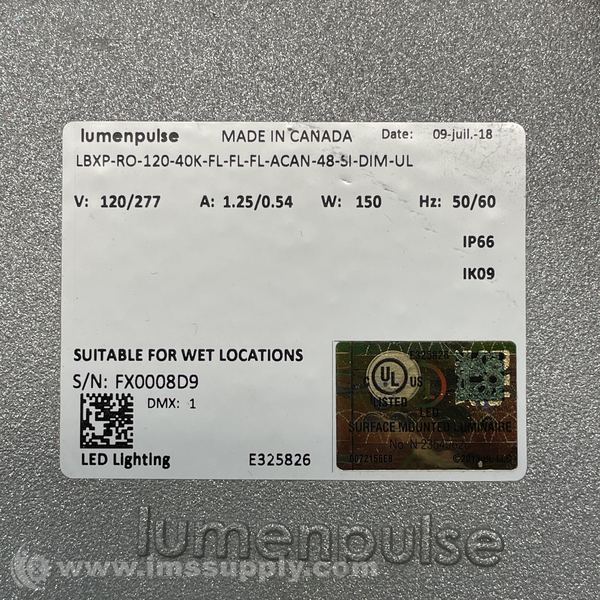 lumenpulse MADE IN CANADA Date: 09-juil.-18
LBXP-RO-120-40K-FL-FL-FL-ACAN-48-SI-DIM-UL
V: 120/277 A: 1.25/0.54 W: 150 Hz: 50/60
IP66
IK09
SUITABLE FOR WET LOCATIONS
S/N: FX0008D9
DMX: 1
LED Lighting E325826
E325826
C UL US
LISTED
LED
SURFACE MOUNTED LUMINAIRE
lumenpulse
www.imssupply.com